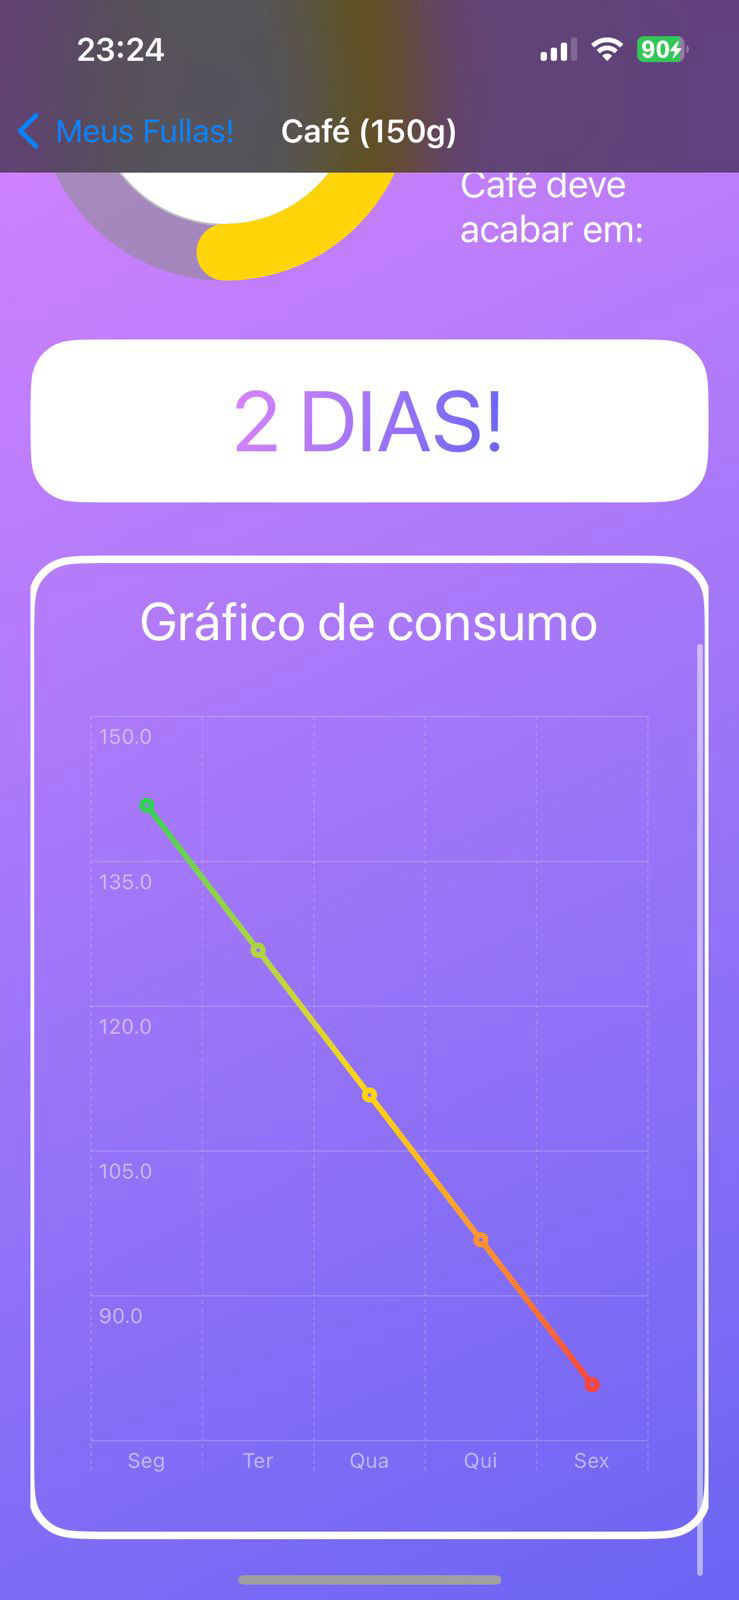 23:24
90
Meus Fullas!
Café (150g)
Café deve
acabar em:
2 DIAS!
Gráfico de consumo
150.0
135.0
120.0
105.0
90.0
Seg Ter Qua Qui Sex